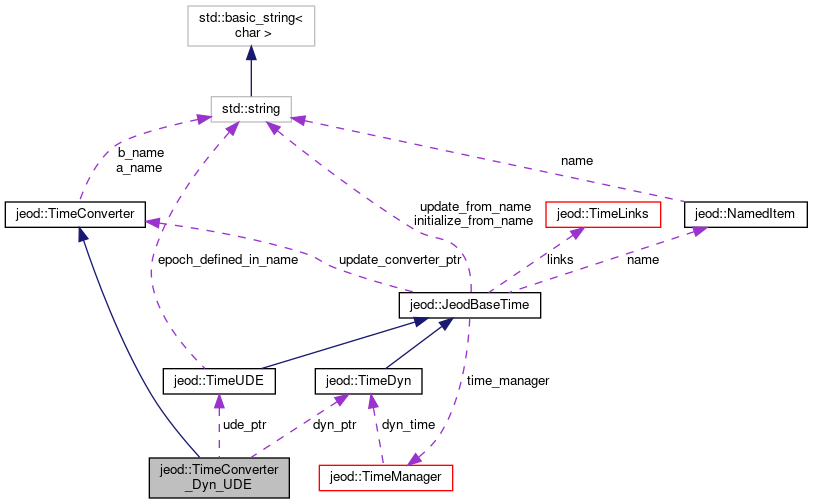 std::basic_string<
char >
std::string
b_name
a_name
name
update_from_name
initialize_from_name
jeod::TimeConverter
jeod::TimeLinks
jeod::NamedItem
epoch_defined_in_name
update_converter_ptr
links
name
jeod::JeodBaseTime
jeod::TimeUDE
jeod::TimeDyn
time_manager
ude_ptr
dyn_ptr
dyn_time
jeod::TimeConverter
_Dyn_UDE
jeod::TimeManager